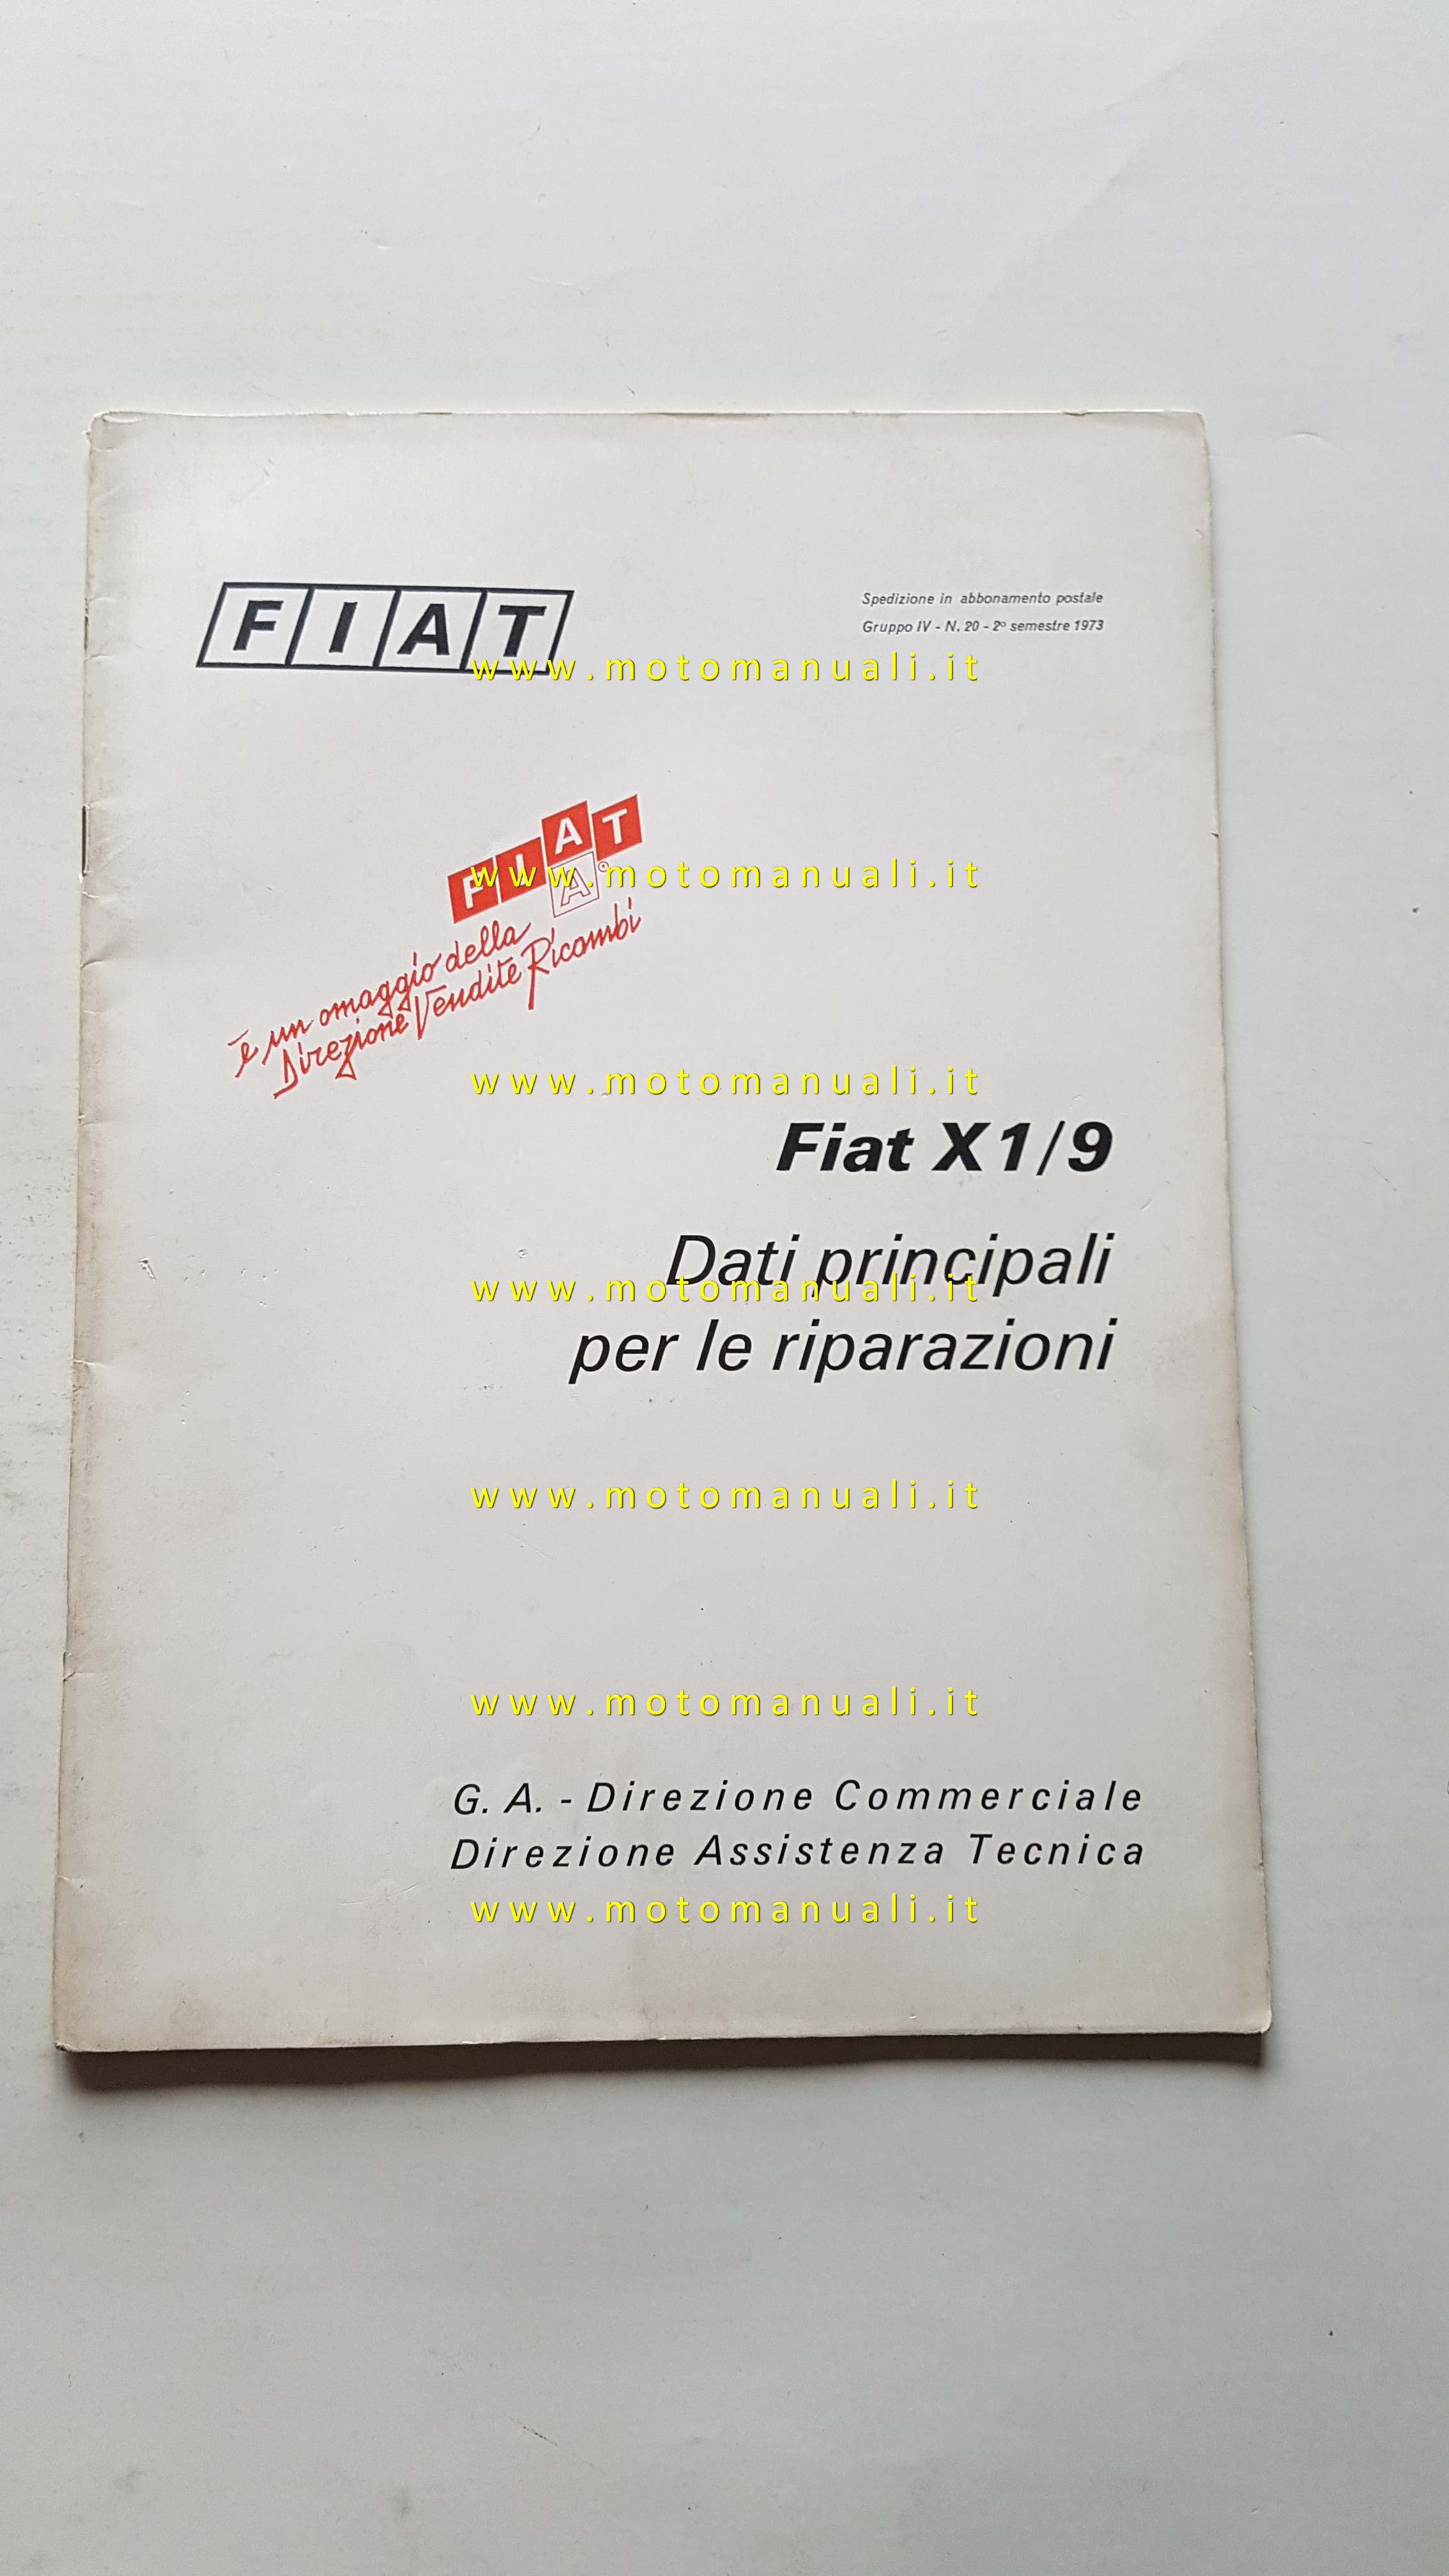 FIAT
Spedizione in abbonamento postale
Gruppo IV - N. 20 - 2º semestre 1973
www.motomanuali.it
FIAT
A
www.motomanuali.it
è un omaggio della
Direzione Vendite Ricambi
www.motomanuali.it
Fiat X1/9
Dati principali
www.motomanuali.it
per le riparazioni
www.motomanuali.it
www.motomanuali.it
G. A. - Direzione Commerciale
Direzione Assistenza Tecnica
www.motomanuali.it